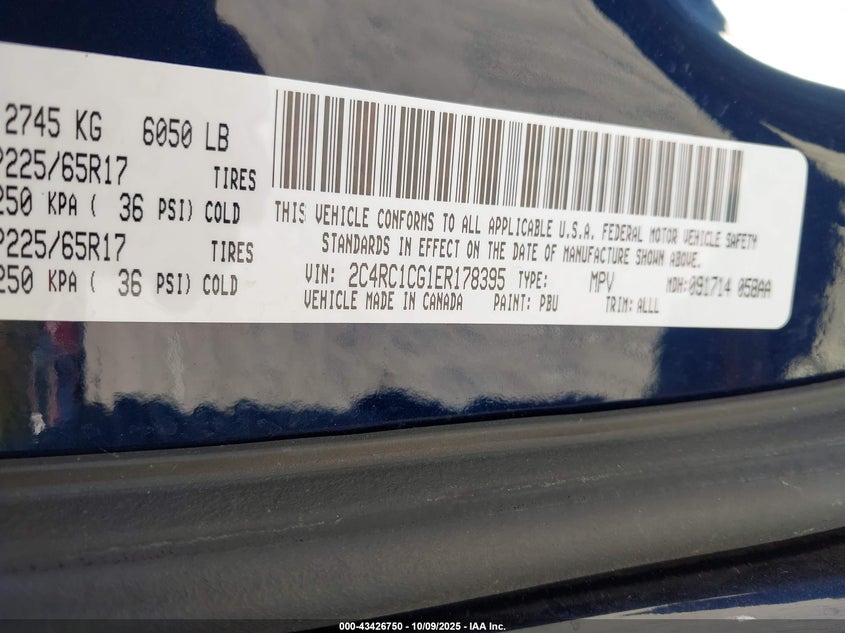 2745 KG 6050 LB
P225/65R17 TIRES
250 KPA ( 36 PSI) COLD
P225/65R17 TIRES
250 KPA ( 36 PSI) COLD
THIS VEHICLE CONFORMS TO ALL APPLICABLE U.S.A. FEDERAL MOTOR VEHICLE SAFETY
STANDARDS IN EFFECT ON THE DATE OF MANUFACTURE SHOWN ABOVE.
VIN: 2C4RC1CG1ER178395 TYPE: MPV MDH: 091714 058AA
VEHICLE MADE IN CANADA PAINT: PBU TRIM: ALLL
000-43426750 - 10/09/2025 - IAA Inc.